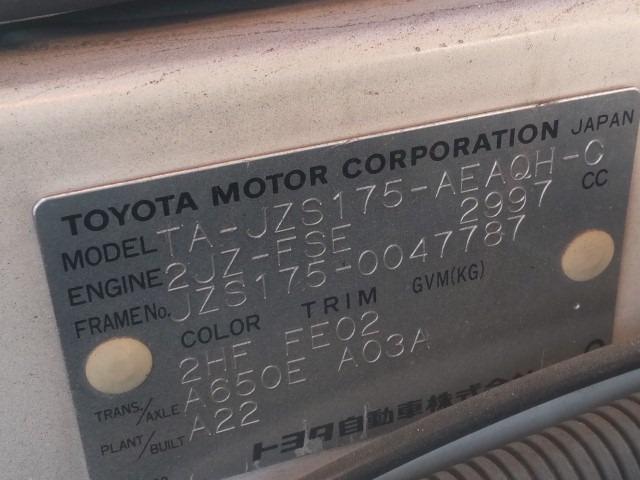 TOYOTA MOTOR CORPORATION JAPAN
MODEL TA-JZS175-AEAQH-C
ENGINE 2JZ-FSE 2997 CC
FRAME No. JZS175-0047787
COLOR TRIM GVM(KG)
2HF FE02
TRANS./AXLE A650E A03A
PLANT/BUILT A22
トヨタ自動車株式